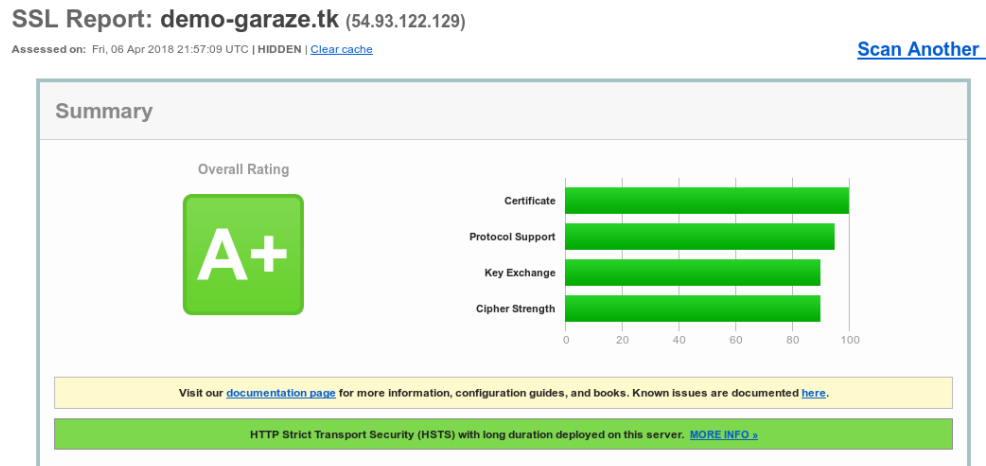 SSL Report: demo-garaze.tk (54.93.122.129)
Assessed on: Fri, 06 Apr 2018 21:57:09 UTC | HIDDEN | Clear cache
Scan Another
Summary
Overall Rating
A+
Certificate
Protocol Support
Key Exchange
Cipher Strength
0 20 40 60 80 100
Visit our documentation page for more information, configuration guides, and books. Known issues are documented here.
HTTP Strict Transport Security (HSTS) with long duration deployed on this server. MORE INFO »